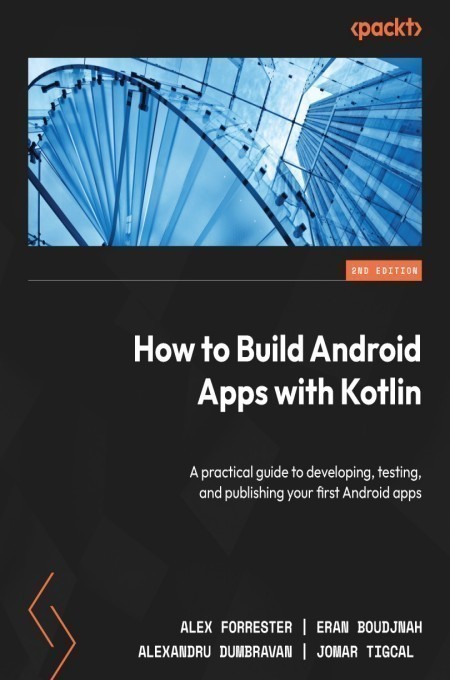 <packt>
2ND EDITION
How to Build Android
Apps with Kotlin
A practical guide to developing, testing,
and publishing your first Android apps
ALEX FORRESTER | ERAN BOUDJNAH
ALEXANDRU DUMBRAVAN | JOMAR TIGCAL